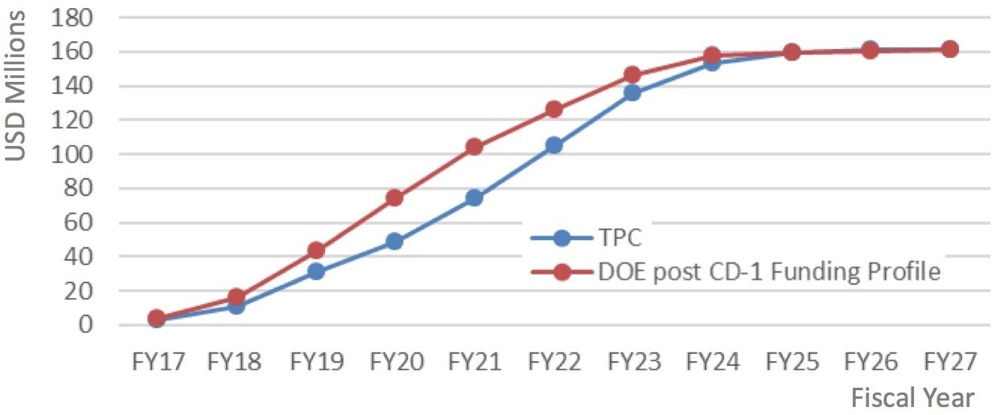 USD Millions
180
160
140
120
100
80
60
40
20
0
TPC
DOE post CD-1 Funding Profile
FY17 FY18 FY19 FY20 FY21 FY22 FY23 FY24 FY25 FY26 FY27
Fiscal Year